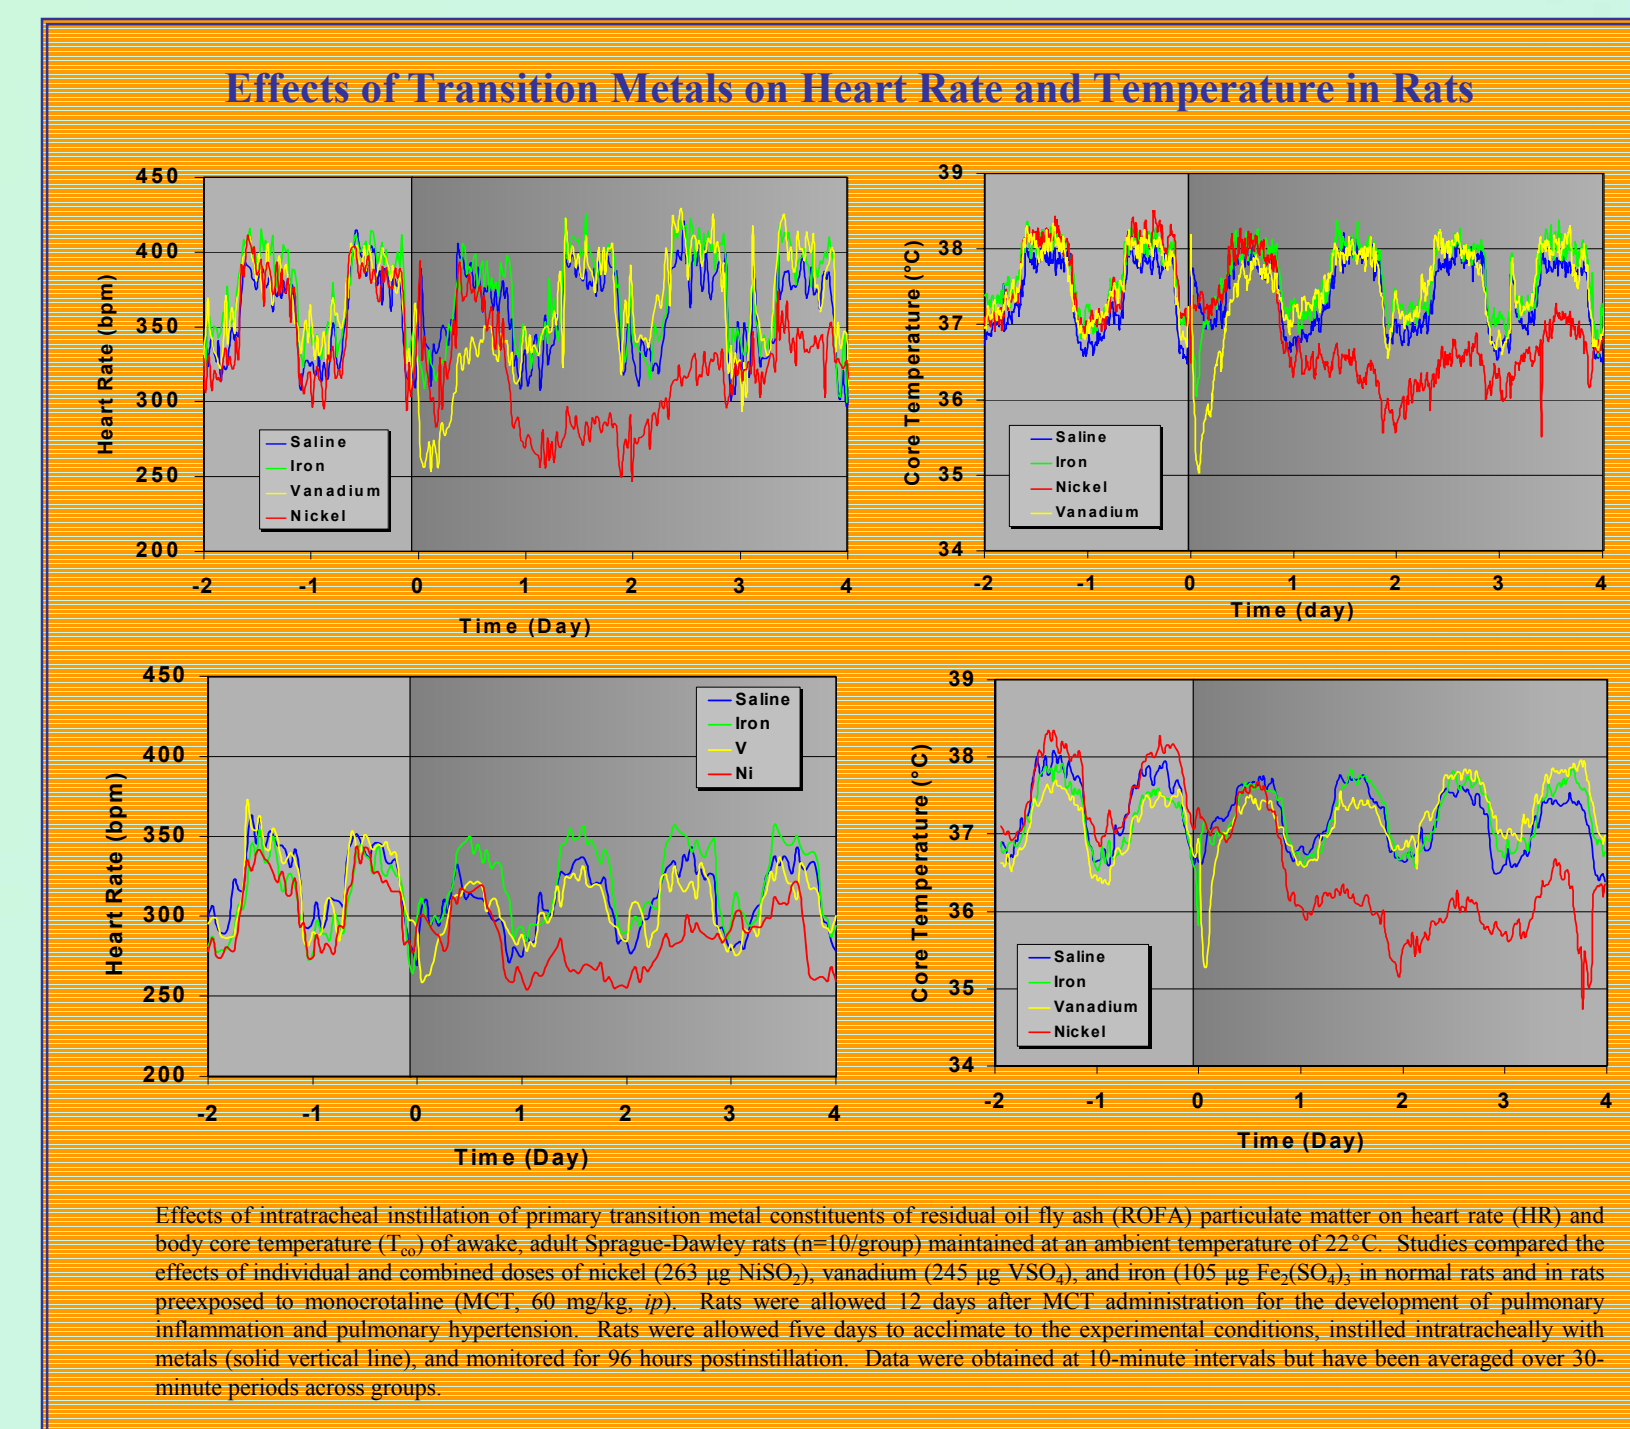 Effects of Transition Metals on Heart Rate and Temperature in Rats
450
400
350
300
250
200
Heart Rate (bpm)
Saline
Iron
Vanadium
Nickel
-2 -1 0 1 2 3 4
Time (Day)
39
38
37
36
35
34
Core Temperature (°C)
Saline
Iron
Nickel
Vanadium
-2 -1 0 1 2 3 4
Time (day)
450
400
350
300
250
200
Heart Rate (bpm)
Saline
Iron
V
Ni
-2 -1 0 1 2 3 4
Time (Day)
39
38
37
36
35
34
Core Temperature (°C)
Saline
Iron
Vanadium
Nickel
-2 -1 0 1 2 3 4
Time (Day)
Effects of intratracheal instillation of primary transition metal constituents of residual oil fly ash (ROFA) particulate matter on heart rate (HR) and
body core temperature (Tco) of awake, adult Sprague-Dawley rats (n=10/group) maintained at an ambient temperature of 22°C. Studies compared the
effects of individual and combined doses of nickel (263 µg NiSO2), vanadium (245 µg VSO4), and iron (105 µg Fe2(SO4)3 in normal rats and in rats
preexposed to monocrotaline (MCT, 60 mg/kg, ip). Rats were allowed 12 days after MCT administration for the development of pulmonary
inflammation and pulmonary hypertension. Rats were allowed five days to acclimate to the experimental conditions, instilled intratracheally with
metals (solid vertical line), and monitored for 96 hours postinstillation. Data were obtained at 10-minute intervals but have been averaged over 30-
minute periods across groups.